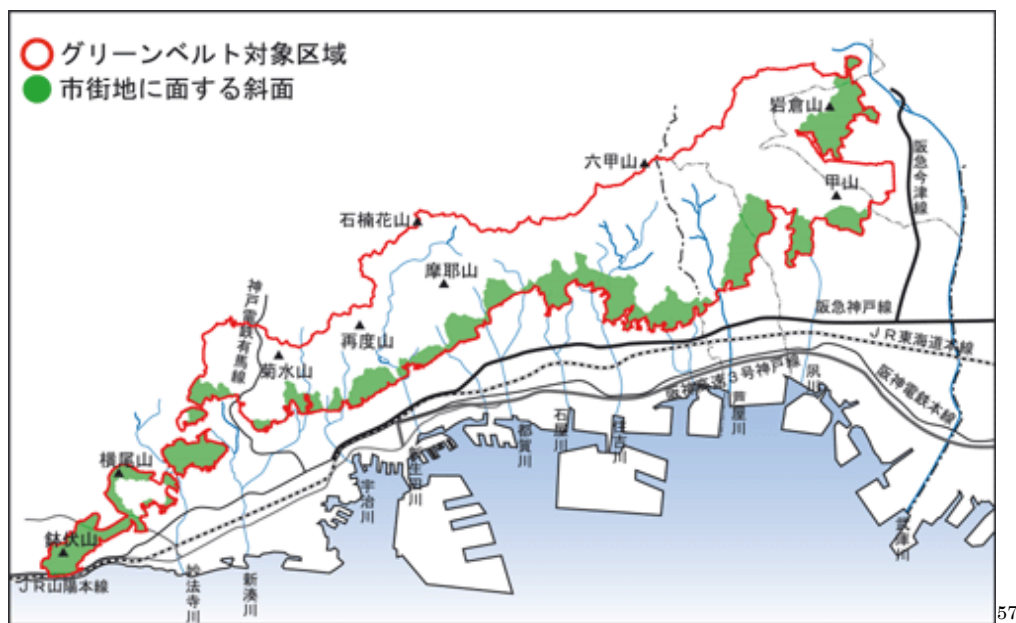 グリーンベルト対象区域
市街地に面する斜面
岩倉山
六甲山
甲山
阪急今津線
石楠花山
摩耶山
神戸電鉄有馬線
再度山
菊水山
阪急神戸線
JR東海道本線
阪神高速3号神戸線
阪神電鉄本線
夙川
芦屋川
住吉川
石屋川
都賀川
生田川
宇治川
武庫川
横尾山
鉢伏山
JR山陽本線
妙法寺川
新湊川
57